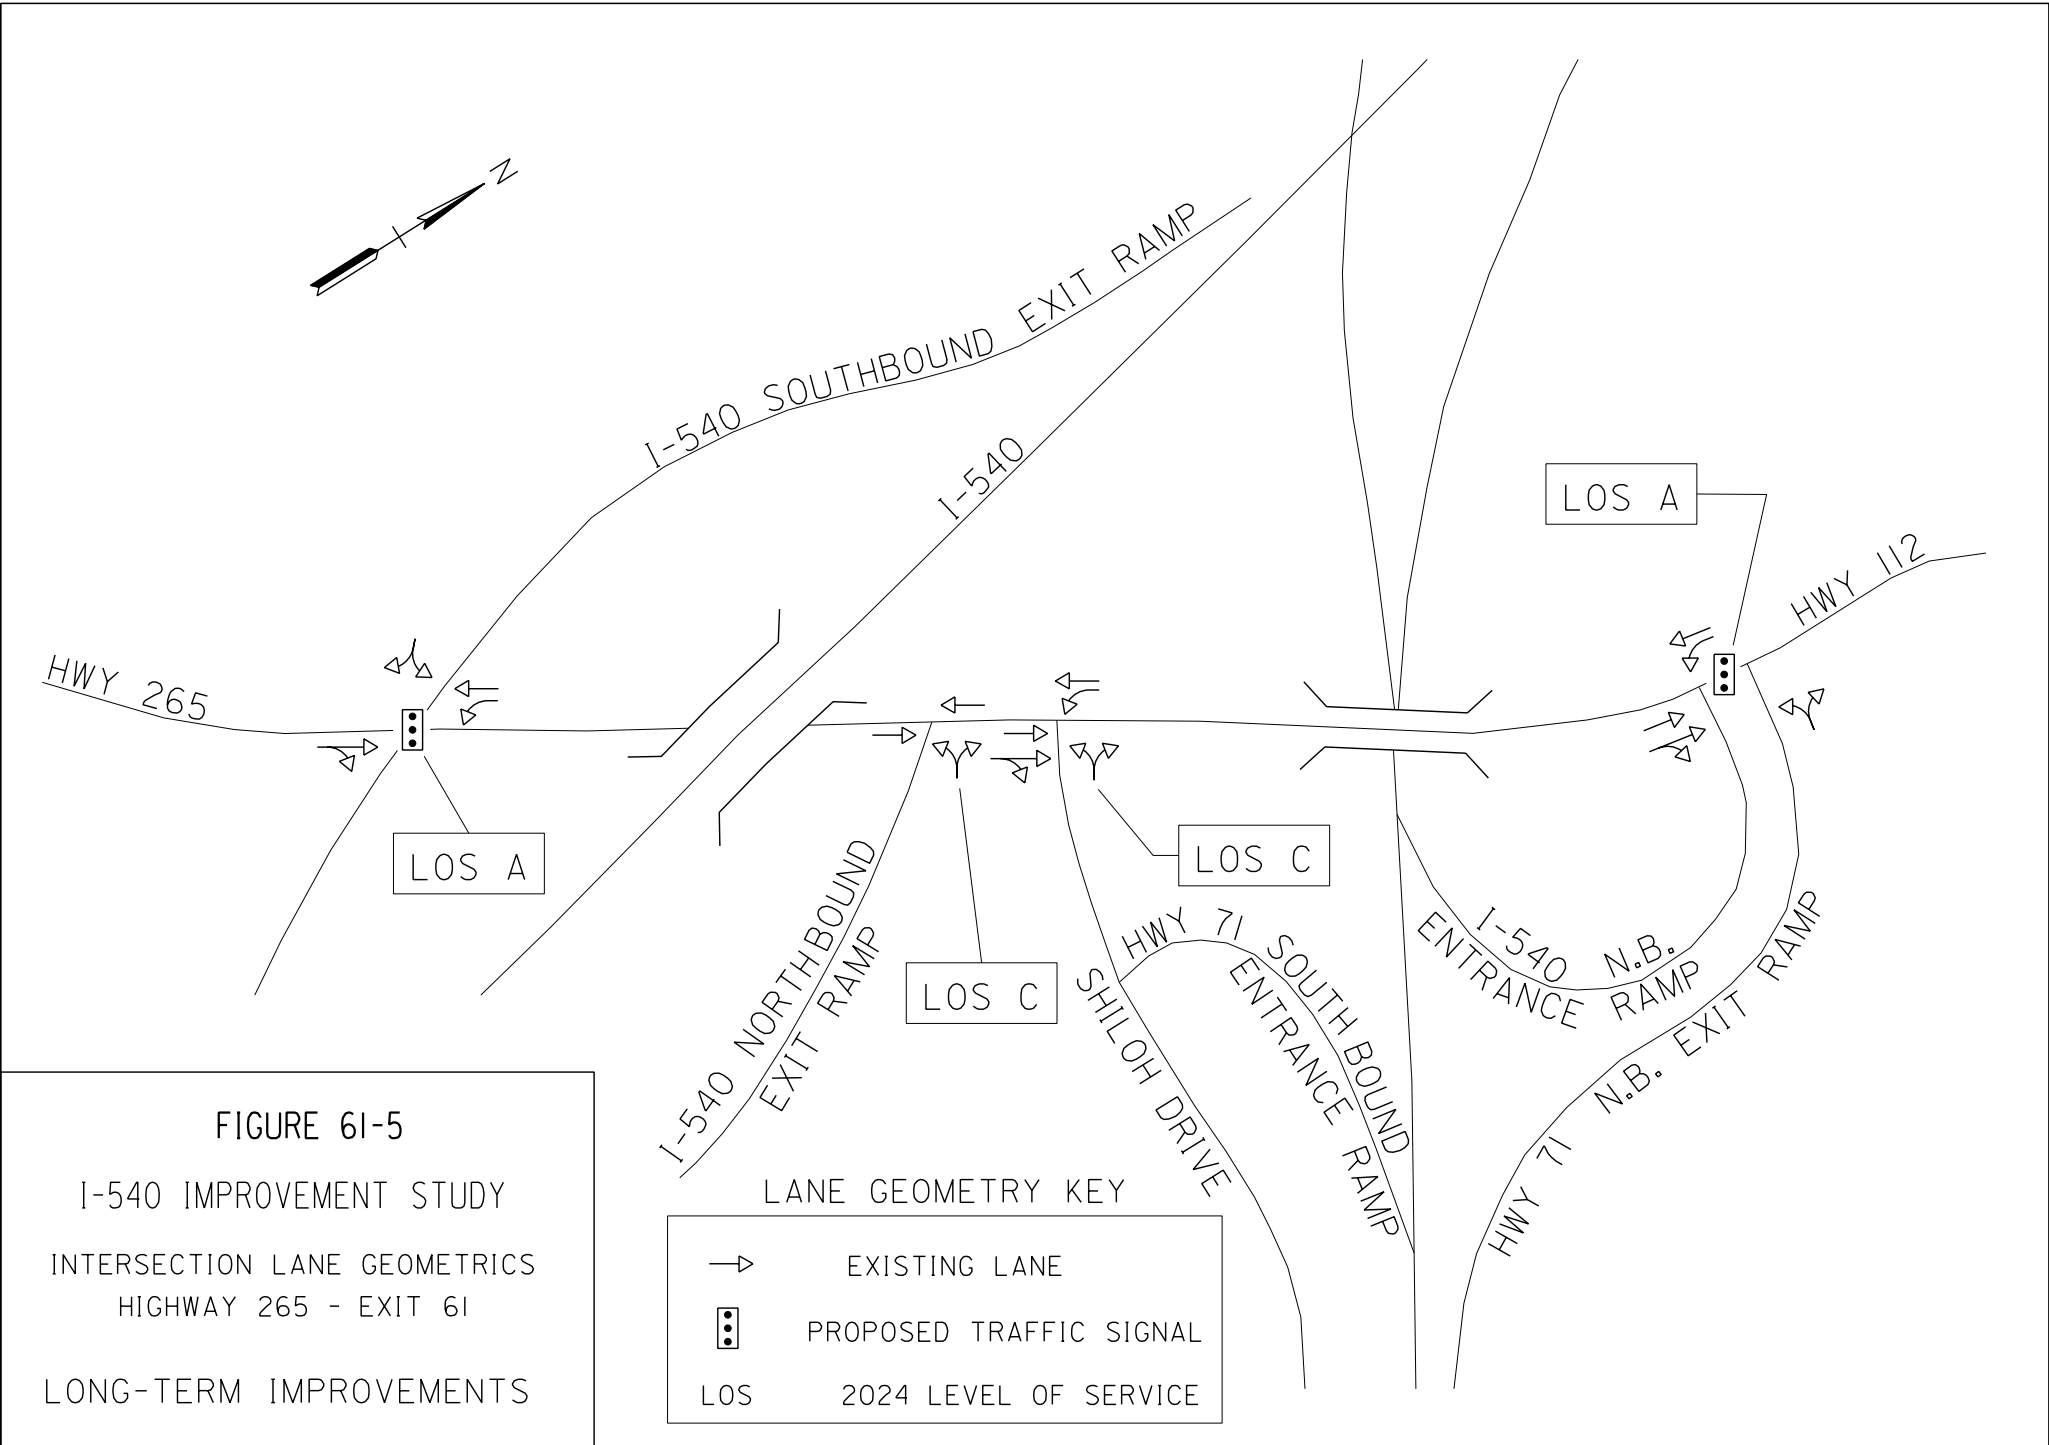 N
I-540 SOUTHBOUND EXIT RAMP
I-540
LOS A
HWY 112
HWY 265
LOS A
LOS C
LOS C
I-540 NORTHBOUND
EXIT RAMP
SHILOH DRIVE
HWY 71 SOUTH BOUND
ENTRANCE RAMP
I-540 N.B.
ENTRANCE RAMP
HWY 71 N.B. EXIT RAMP
FIGURE 61-5
I-540 IMPROVEMENT STUDY
INTERSECTION LANE GEOMETRICS
HIGHWAY 265 - EXIT 61
LONG-TERM IMPROVEMENTS
LANE GEOMETRY KEY
EXISTING LANE
PROPOSED TRAFFIC SIGNAL
LOS 2024 LEVEL OF SERVICE